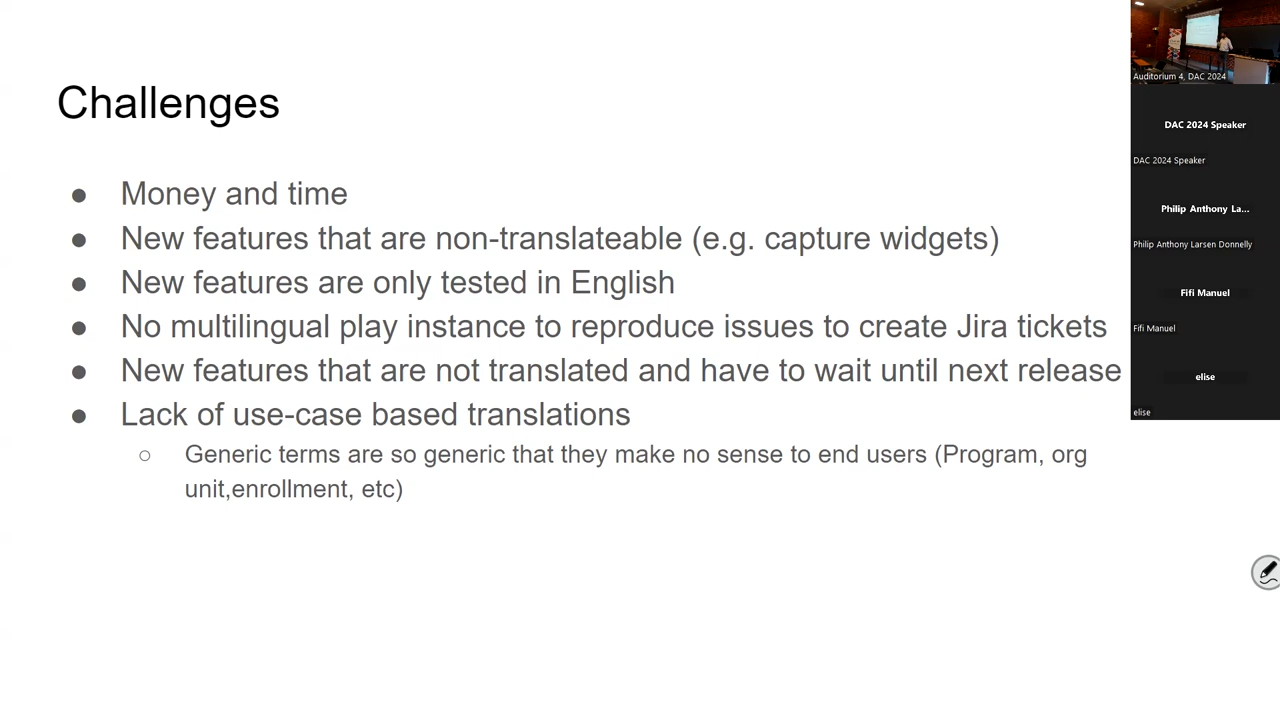 Challenges
● Money and time
● New features that are non-translateable (e.g. capture widgets)
● New features are only tested in English
● No multilingual play instance to reproduce issues to create Jira tickets
● New features that are not translated and have to wait until next release
● Lack of use-case based translations
○ Generic terms are so generic that they make no sense to end users (Program, org
unit,enrollment, etc)
Auditorium 4, DAC 2024
DAC 2024 Speaker
DAC 2024 Speaker
Philip Anthony La...
Philip Anthony Larsen Donnelly
Fifi Manuel
Fifi Manuel
elise
elise